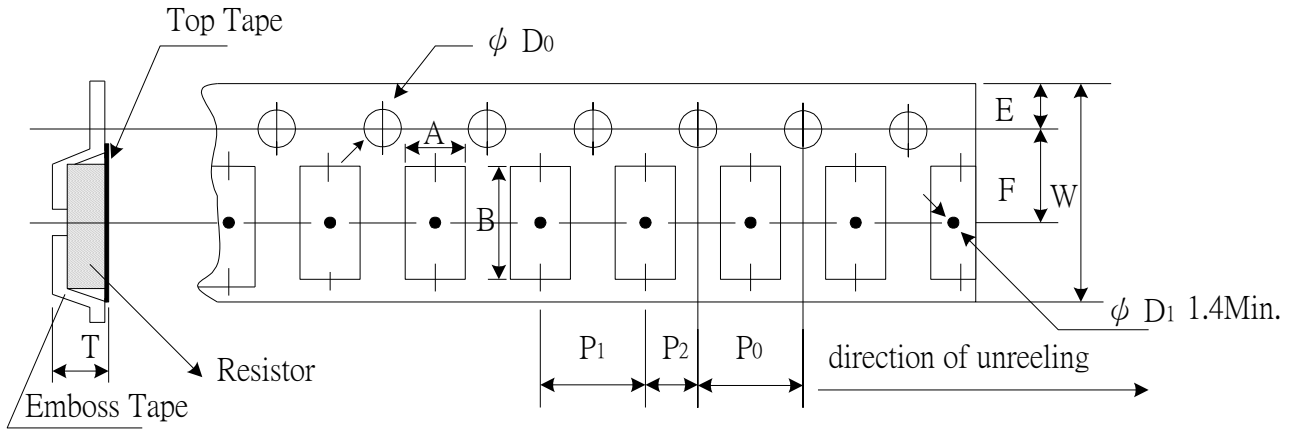 Top Tape
ϕ D0
E
A
F
W
B
ϕ D1 1.4Min.
T
P1
P2
P0
direction of unreeling
Resistor
Emboss Tape